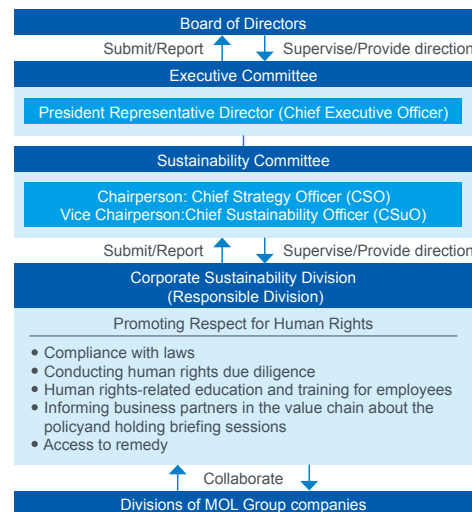 Board of Directors
Submit/Report Supervise/Provide direction
Executive Committee
President Representative Director (Chief Executive Officer)
Sustainability Committee
Chairperson: Chief Strategy Officer (CSO)
Vice Chairperson:Chief Sustainability Officer (CSuO)
Submit/Report Supervise/Provide direction
Corporate Sustainability Division
(Responsible Division)
Promoting Respect for Human Rights
• Compliance with laws
• Conducting human rights due diligence
• Human rights-related education and training for employees
• Informing business partners in the value chain about the
policyand holding briefing sessions
• Access to remedy
Collaborate
Divisions of MOL Group companies